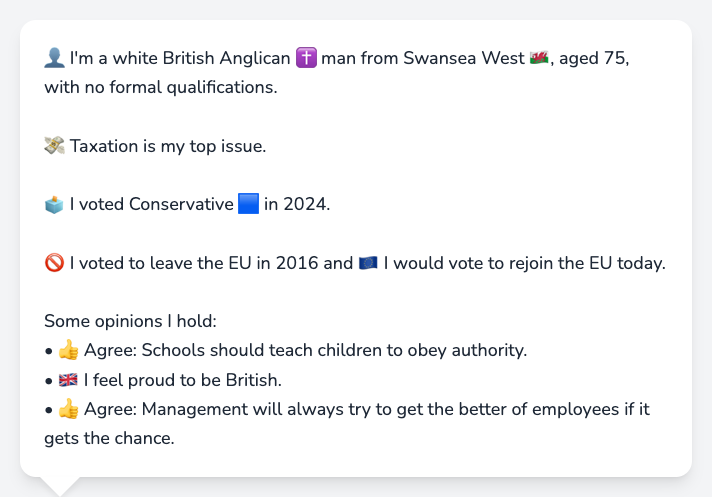 👤 I'm a white British Anglican ✝️ man from Swansea West 🏴󠁧󠁢󠁷󠁬󠁳󠁿, aged 75,
with no formal qualifications.
💸 Taxation is my top issue.
🗳️ I voted Conservative 🟦 in 2024.
🚫 I voted to leave the EU in 2016 and 🇪🇺 I would vote to rejoin the EU today.
Some opinions I hold:
• 👍 Agree: Schools should teach children to obey authority.
• 🇬🇧 I feel proud to be British.
• 👍 Agree: Management will always try to get the better of employees if it
gets the chance.